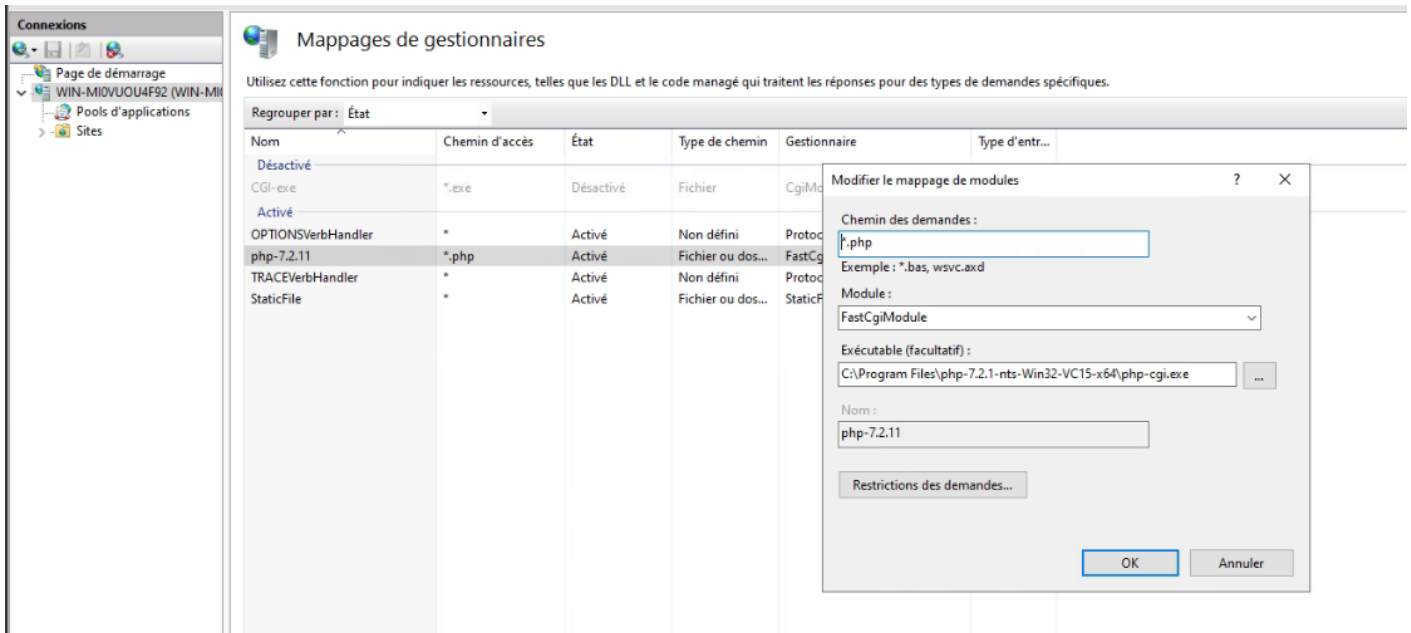 Connexions
Page de démarrage
WIN-MI0VUOU4F92 (WIN-MI
Pools d'applications
Sites
Mappages de gestionnaires
Utilisez cette fonction pour indiquer les ressources, telles que les DLL et le code managé qui traitent les réponses pour des types de demandes spécifiques.
Regrouper par : État
Nom Chemin d'accès État Type de chemin Gestionnaire Type d'entr...
Désactivé
CGI-exe *.exe Désactivé Fichier CgiMo
Activé
OPTIONSVerbHandler * Activé Non défini Protoc
php-7.2.11 *.php Activé Fichier ou dos... FastCg
TRACEVerbHandler * Activé Non défini Protoc
StaticFile * Activé Fichier ou dos... StaticF
Modifier le mappage de modules
Chemin des demandes :
*.php
Exemple : *.bas, wsvc.axd
Module :
FastCgiModule
Exécutable (facultatif) :
C:\Program Files\php-7.2.1-nts-Win32-VC15-x64\php-cgi.exe
...
Nom :
php-7.2.11
Restrictions des demandes...
OK Annuler